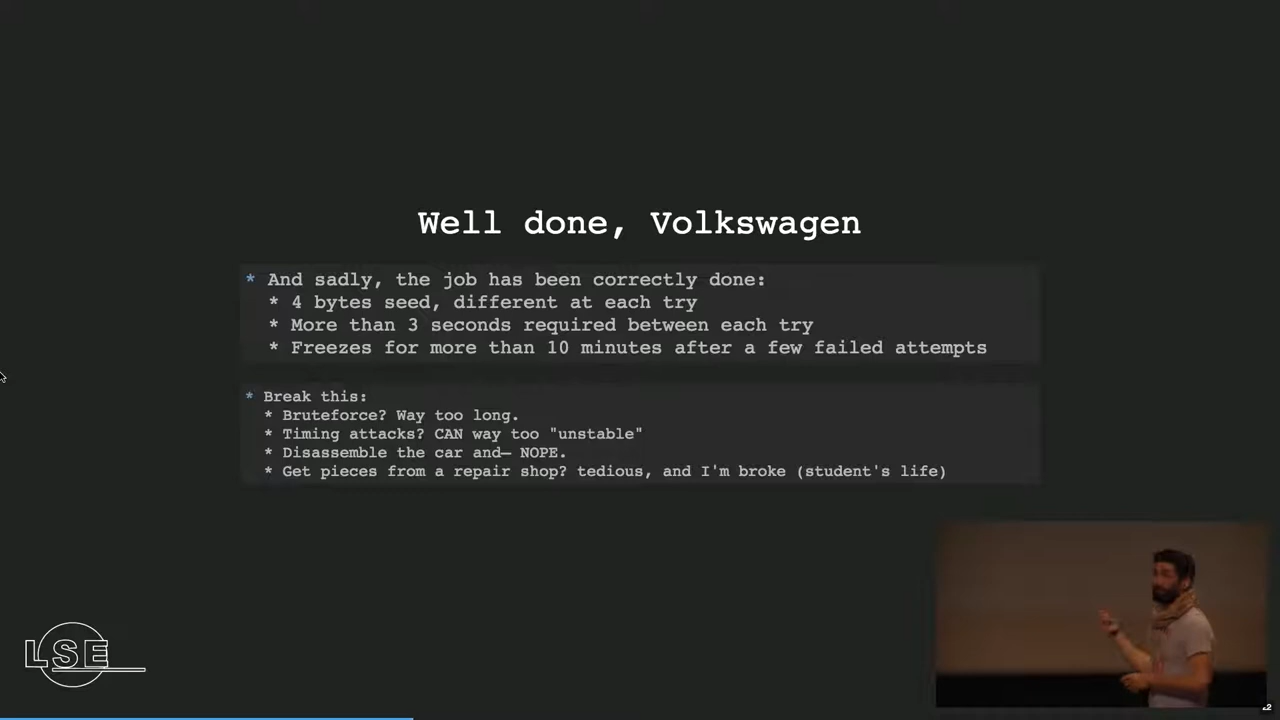 Well done, Volkswagen
* And sadly, the job has been correctly done:
* 4 bytes seed, different at each try
* More than 3 seconds required between each try
* Freezes for more than 10 minutes after a few failed attempts
* Break this:
* Bruteforce? Way too long.
* Timing attacks? CAN way too "unstable"
* Disassemble the car and— NOPE.
* Get pieces from a repair shop? tedious, and I'm broke (student's life)
LSE